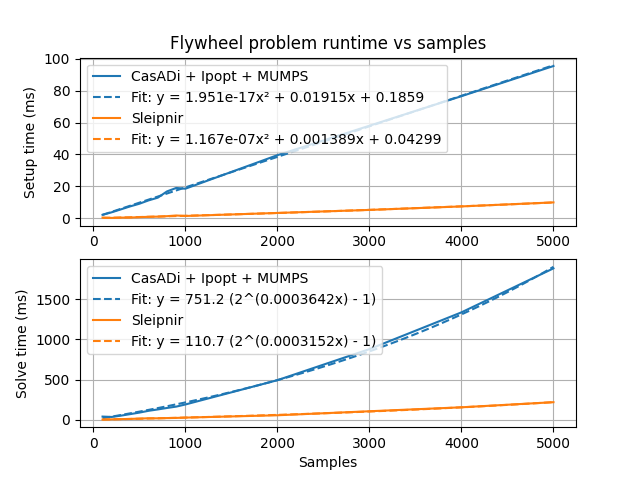 Flywheel problem runtime vs samples
100
80
60
40
20
0
Setup time (ms)
CasADi + Ipopt + MUMPS
Fit: y = 1.951e-17x² + 0.01915x + 0.1859
Sleipnir
Fit: y = 1.167e-07x² + 0.001389x + 0.04299
0 1000 2000 3000 4000 5000
1500
1000
500
0
Solve time (ms)
CasADi + Ipopt + MUMPS
Fit: y = 751.2 (2^(0.0003642x) - 1)
Sleipnir
Fit: y = 110.7 (2^(0.0003152x) - 1)
0 1000 2000 3000 4000 5000
Samples